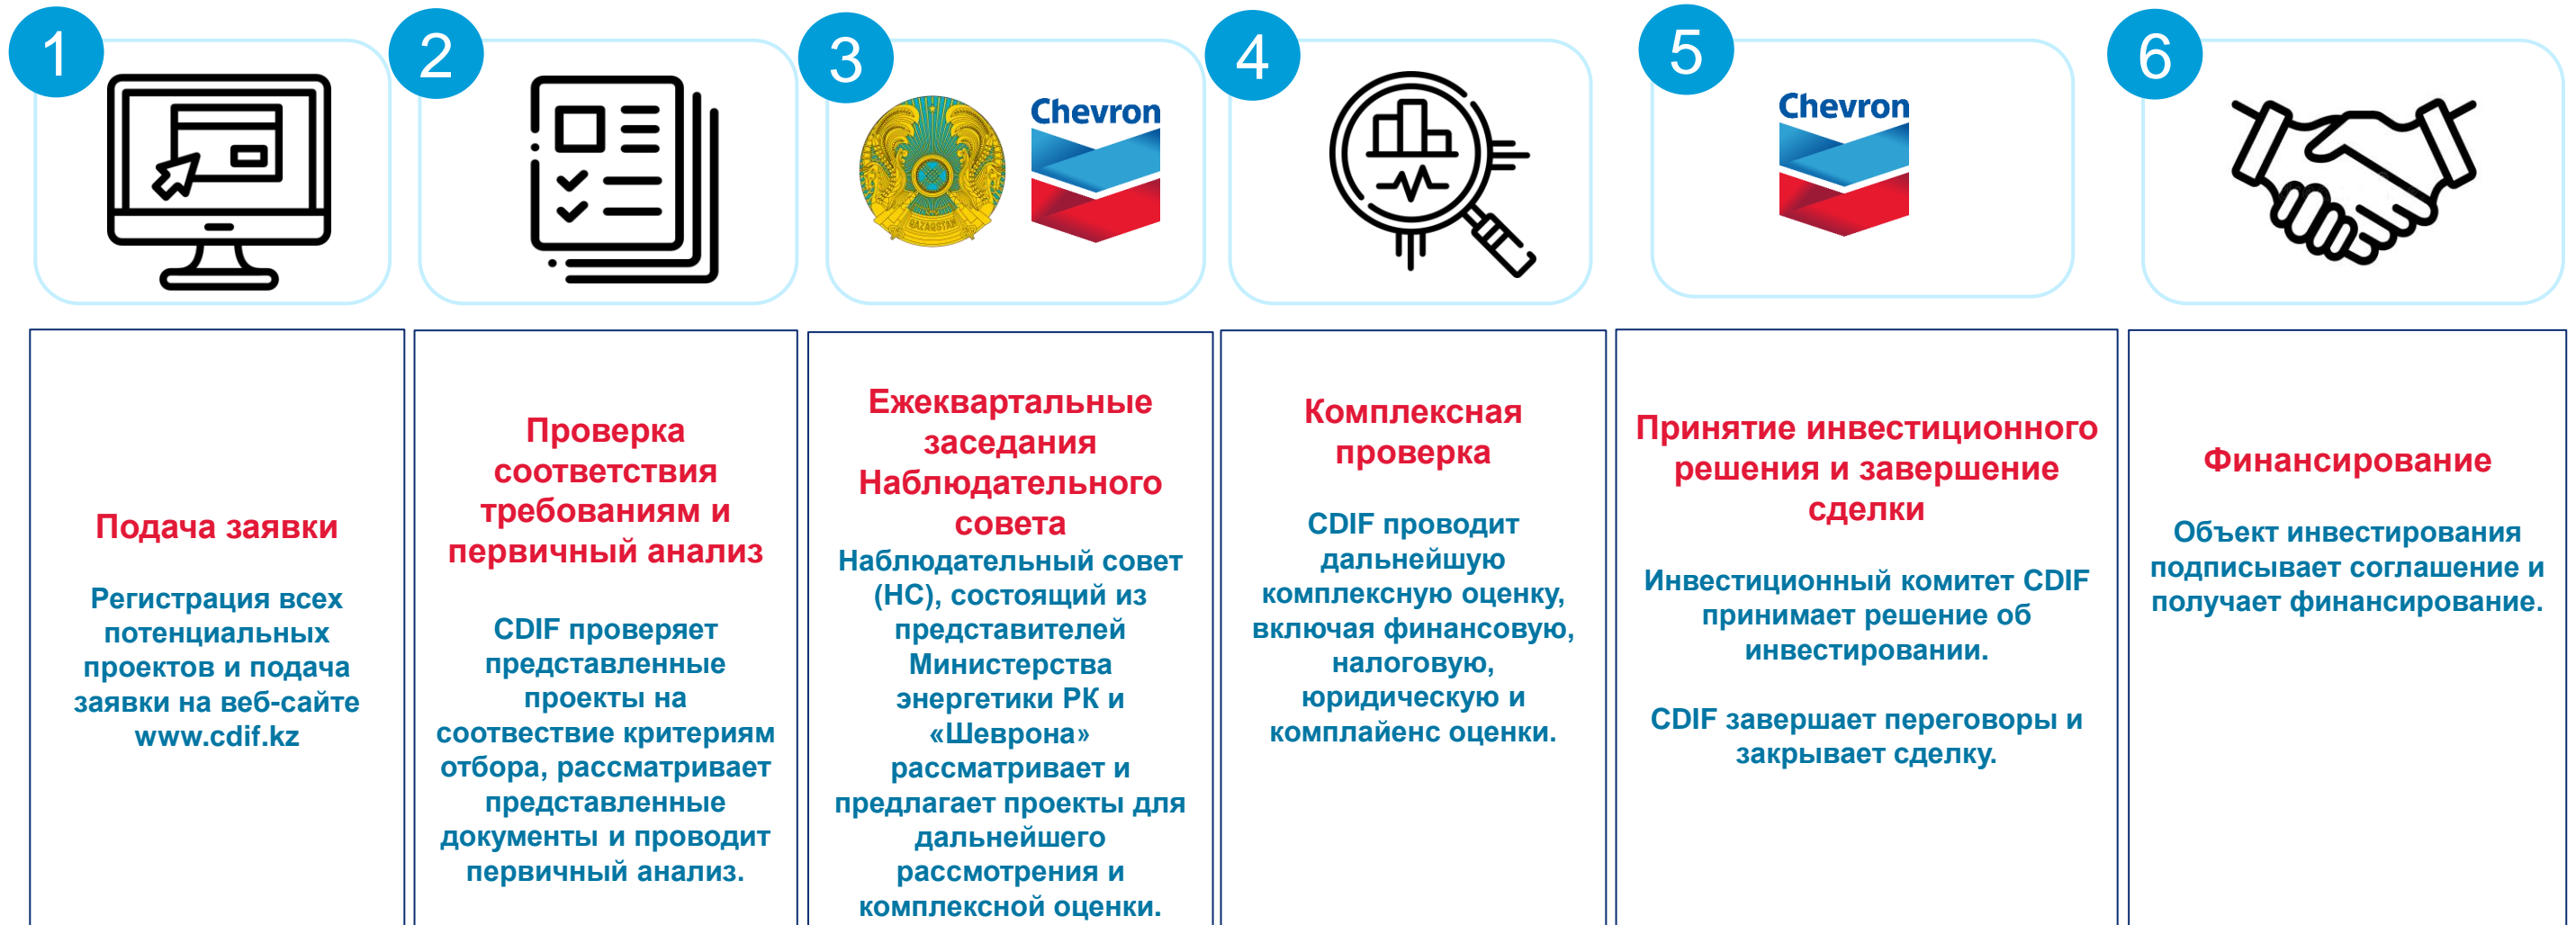 1
2
3
4
5
6
Chevron
QAZAQSTAN
Chevron
Подача заявки
Регистрация всех
потенциальных
проектов и подача
заявки на веб-сайте
www.cdif.kz
Проверка
соответствия
требованиям и
первичный анализ
CDIF проверяет
представленные
проекты на
соотвествие критериям
отбора, рассматривает
представленные
документы и проводит
первичный анализ.
Ежеквартальные
заседания
Наблюдательного
совета
Наблюдательный совет
(НС), состоящий из
представителей
Министерства
энергетики РК и
«Шеврона»
рассматривает и
предлагает проекты для
дальнейшего
рассмотрения и
комплексной оценки.
Комплексная
проверка
CDIF проводит
дальнейшую
комплексную оценку,
включая финансовую,
налоговую,
юридическую и
комплайенс оценки.
Принятие инвестиционного
решения и завершение
сделки
Инвестиционный комитет CDIF
принимает решение об
инвестировании.
CDIF завершает переговоры и
закрывает сделку.
Финансирование
Объект инвестирования
подписывает соглашение и
получает финансирование.